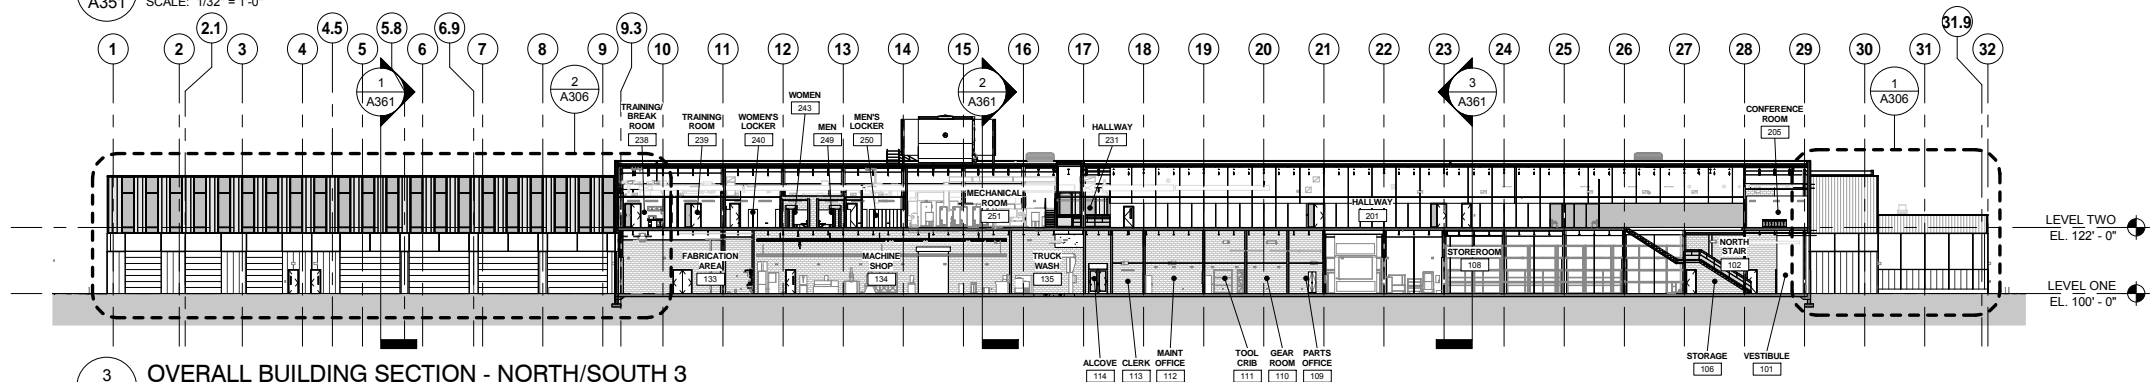 A351
SCALE: 1/32" = 1'-0"
1 2 2.1 3 4 4.5 5 5.8 6 6.9 7 8 9 9.3 10 11 12 13 14 15 16 17 18 19 20 21 22 23 24 25 26 27 28 29 30 31 31.9 32
1
A361
2
A306
2
A361
3
A361
1
A306
TRAINING/
BREAK
ROOM
238
TRAINING
ROOM
239
WOMEN'S
LOCKER
240
WOMEN
243
MEN
249
MEN'S
LOCKER
250
HALLWAY
231
CONFERENCE
ROOM
205
MECHANICAL
ROOM
251
HALLWAY
201
LEVEL TWO
EL. 122' - 0"
FABRICATION
AREA
133
MACHINE
SHOP
134
TRUCK
WASH
135
STOREROOM
108
NORTH
STAIR
102
LEVEL ONE
EL. 100' - 0"
ALCOVE
114
CLERK
113
MAINT
OFFICE
112
TOOL
CRIB
111
GEAR
ROOM
110
PARTS
OFFICE
109
STORAGE
106
VESTIBULE
101
3
OVERALL BUILDING SECTION - NORTH/SOUTH 3